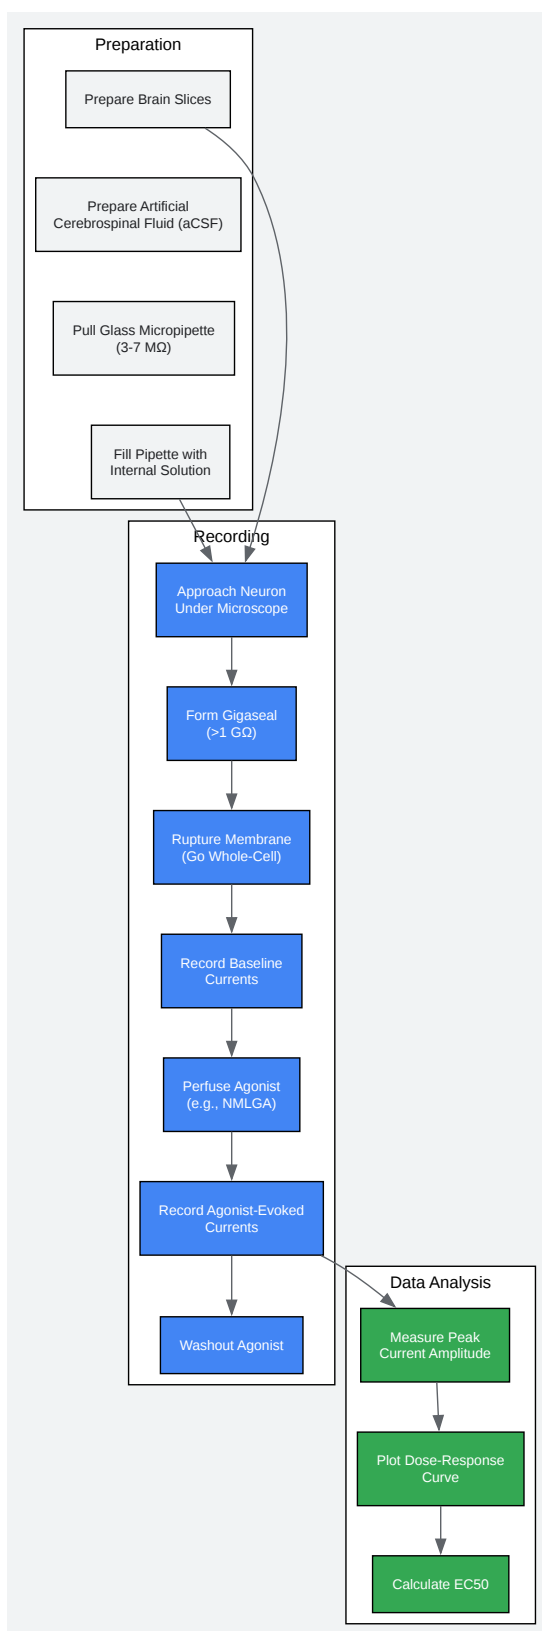 Preparation
Prepare Brain Slices
Prepare Artificial
Cerebrospinal Fluid (aCSF)
Pull Glass Micropipette
(3-7 MΩ)
Fill Pipette with
Internal Solution
Recording
Approach Neuron
Under Microscope
Form Gigaseal
(>1 GΩ)
Rupture Membrane
(Go Whole-Cell)
Record Baseline
Currents
Perfuse Agonist
(e.g., NMLGA)
Record Agonist-Evoked
Currents
Washout Agonist
Data Analysis
Measure Peak
Current Amplitude
Plot Dose-Response
Curve
Calculate EC50